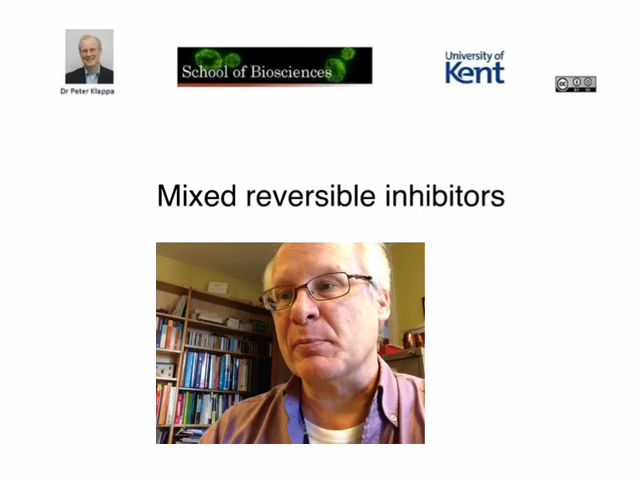 Dr Peter Klappa
School of Biosciences
University of
Kent
Mixed reversible inhibitors